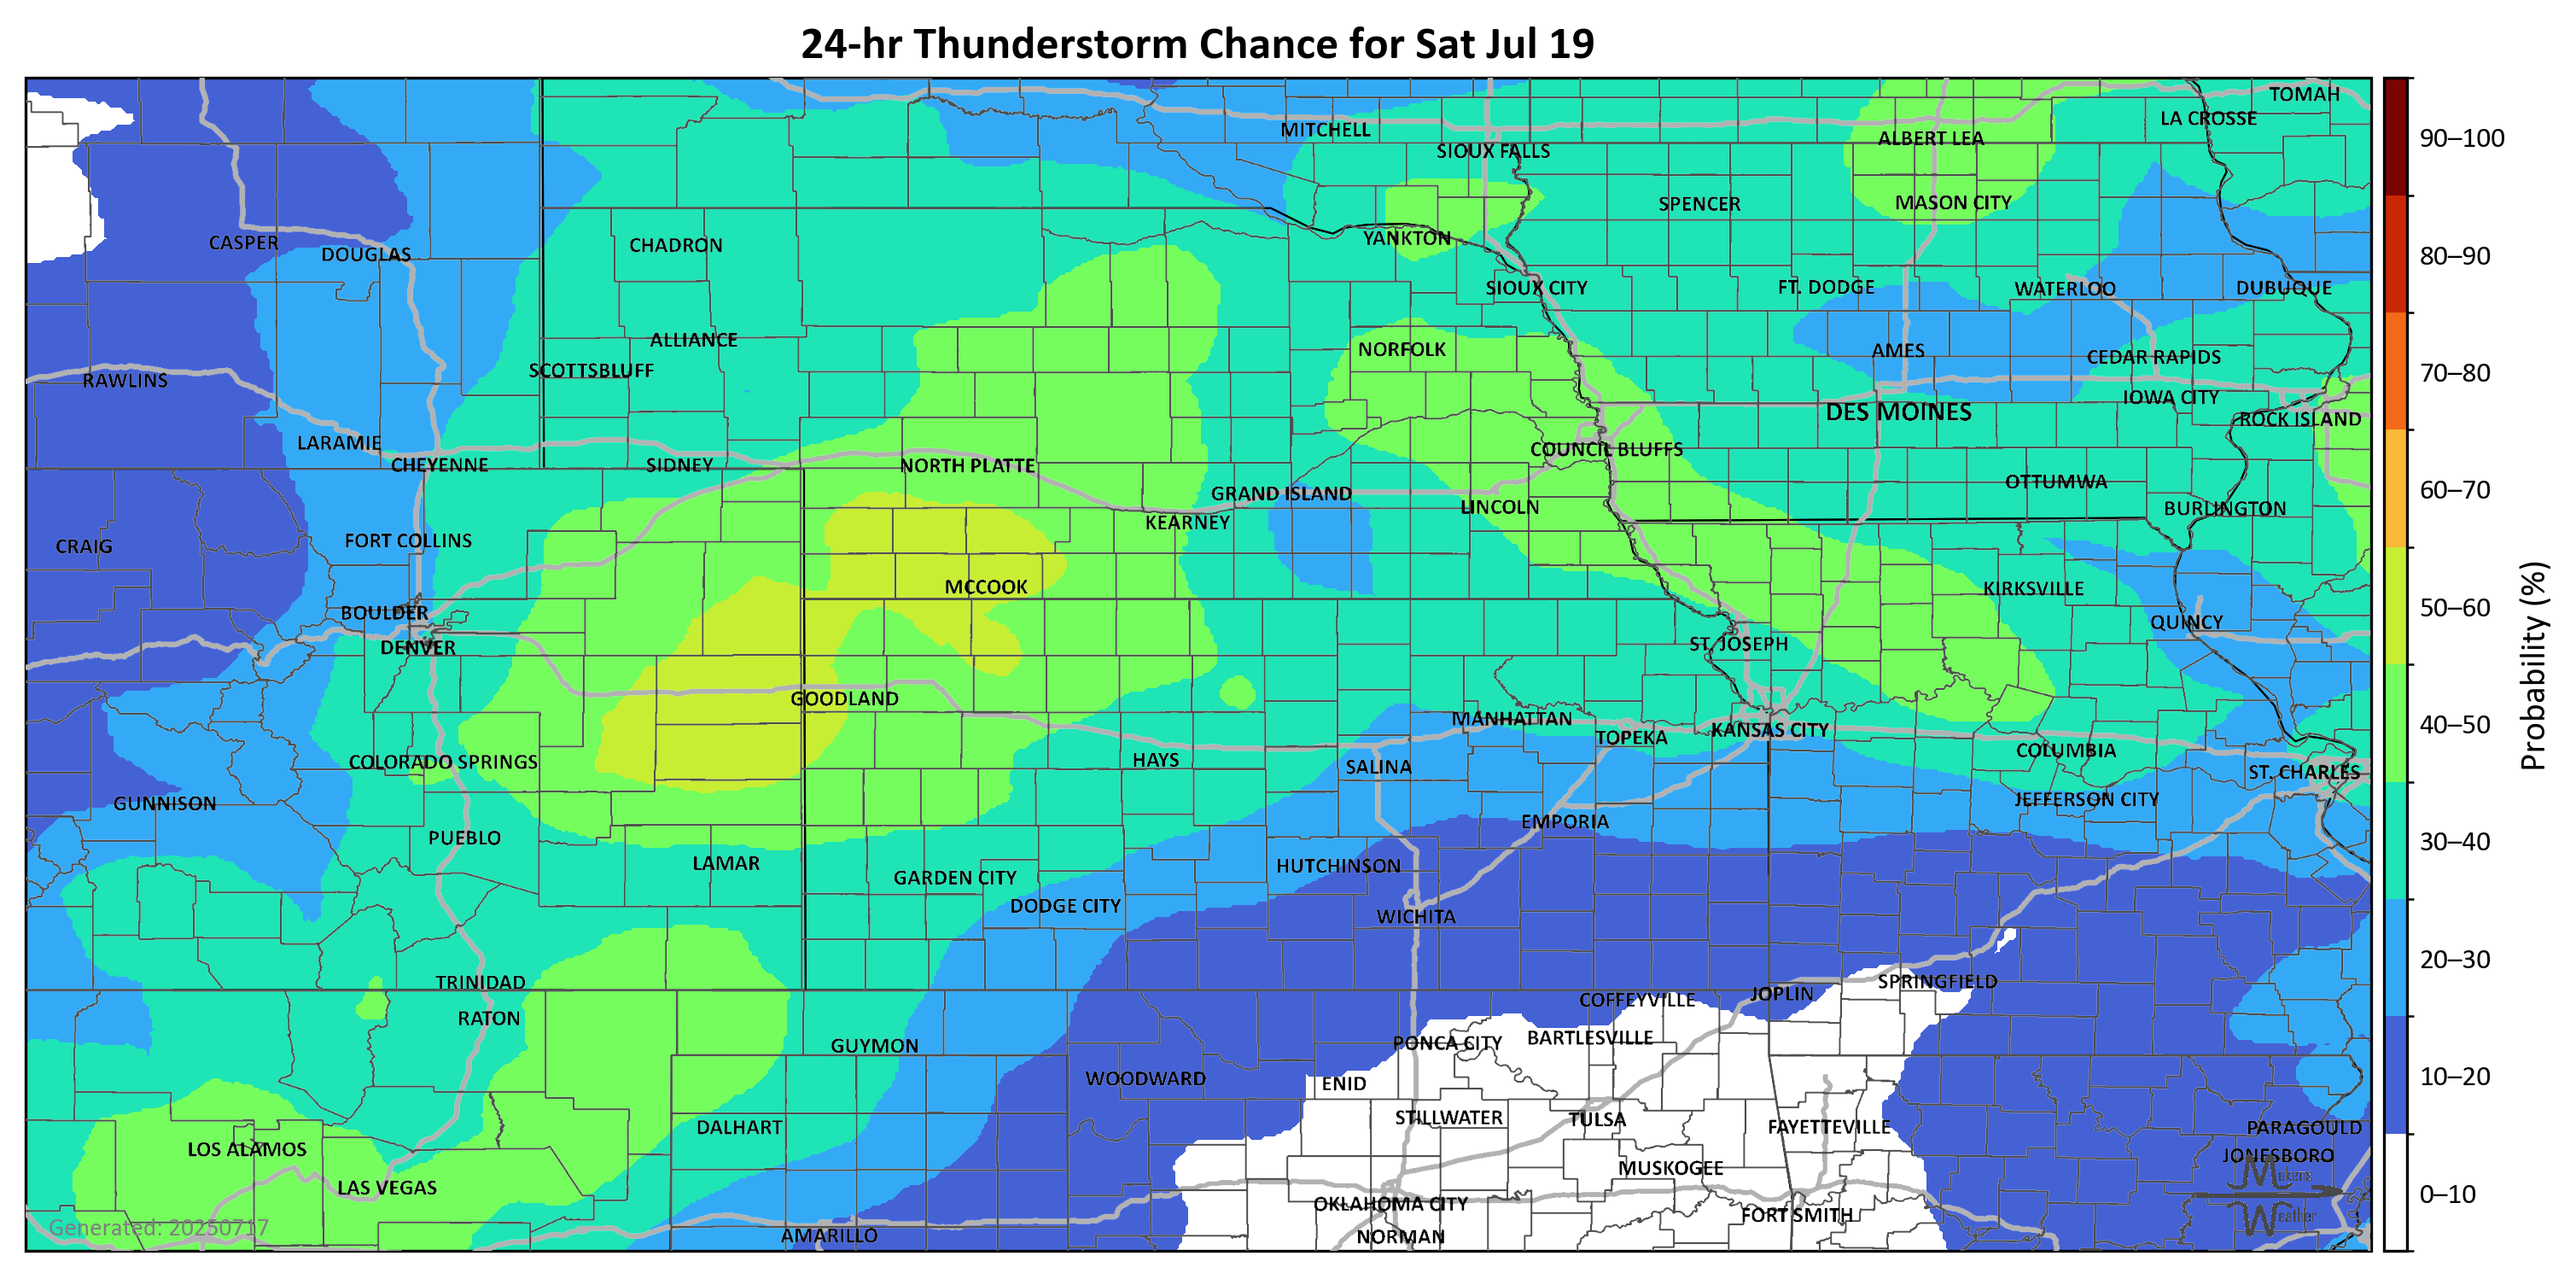 24-hr Thunderstorm Chance for Sat Jul 19
TOMAH
LA CROSSE
MITCHELL
ALBERT LEA
90–100
SIOUX FALLS
SPENCER
MASON CITY
YANKTON
CASPER
CHADRON
DOUGLAS
80–90
SIOUX CITY
FT. DODGE
WATERLOO
DUBUQUE
ALLIANCE
NORFOLK
AMES
CEDAR RAPIDS
RAWLINS
SCOTTSBLUFF
70–80
IOWA CITY
DES MOINES
ROCK ISLAND
LARAMIE
COUNCIL BLUFFS
60–70
CHEYENNE
SIDNEY
NORTH PLATTE
OTTUMWA
GRAND ISLAND
LINCOLN
BURLINGTON
KEARNEY
CRAIG
FORT COLLINS
MCCOOK
KIRKSVILLE
50–60
BOULDER
QUINCY
DENVER
ST. JOSEPH
Probability (%)
GOODLAND
MANHATTAN
TOPEKA
KANSAS CITY
40–50
COLORADO SPRINGS
HAYS
SALINA
COLUMBIA
ST. CHARLES
GUNNISON
JEFFERSON CITY
PUEBLO
EMPORIA
30–40
LAMAR
GARDEN CITY
HUTCHINSON
DODGE CITY
WICHITA
20–30
TRINIDAD
SPRINGFIELD
RATON
COFFEYVILLE
JOPLIN
GUYMON
PONCA CITY
BARTLESVILLE
WOODWARD
ENID
10–20
DALHART
STILLWATER
TULSA
FAYETTEVILLE
PARAGOULD
LOS ALAMOS
JONESBORO
LAS VEGAS
MUSKOGEE
Makens
0–10
OKLAHOMA CITY
FORT SMITH
Weather
Generated: 20250717
AMARILLO
NORMAN